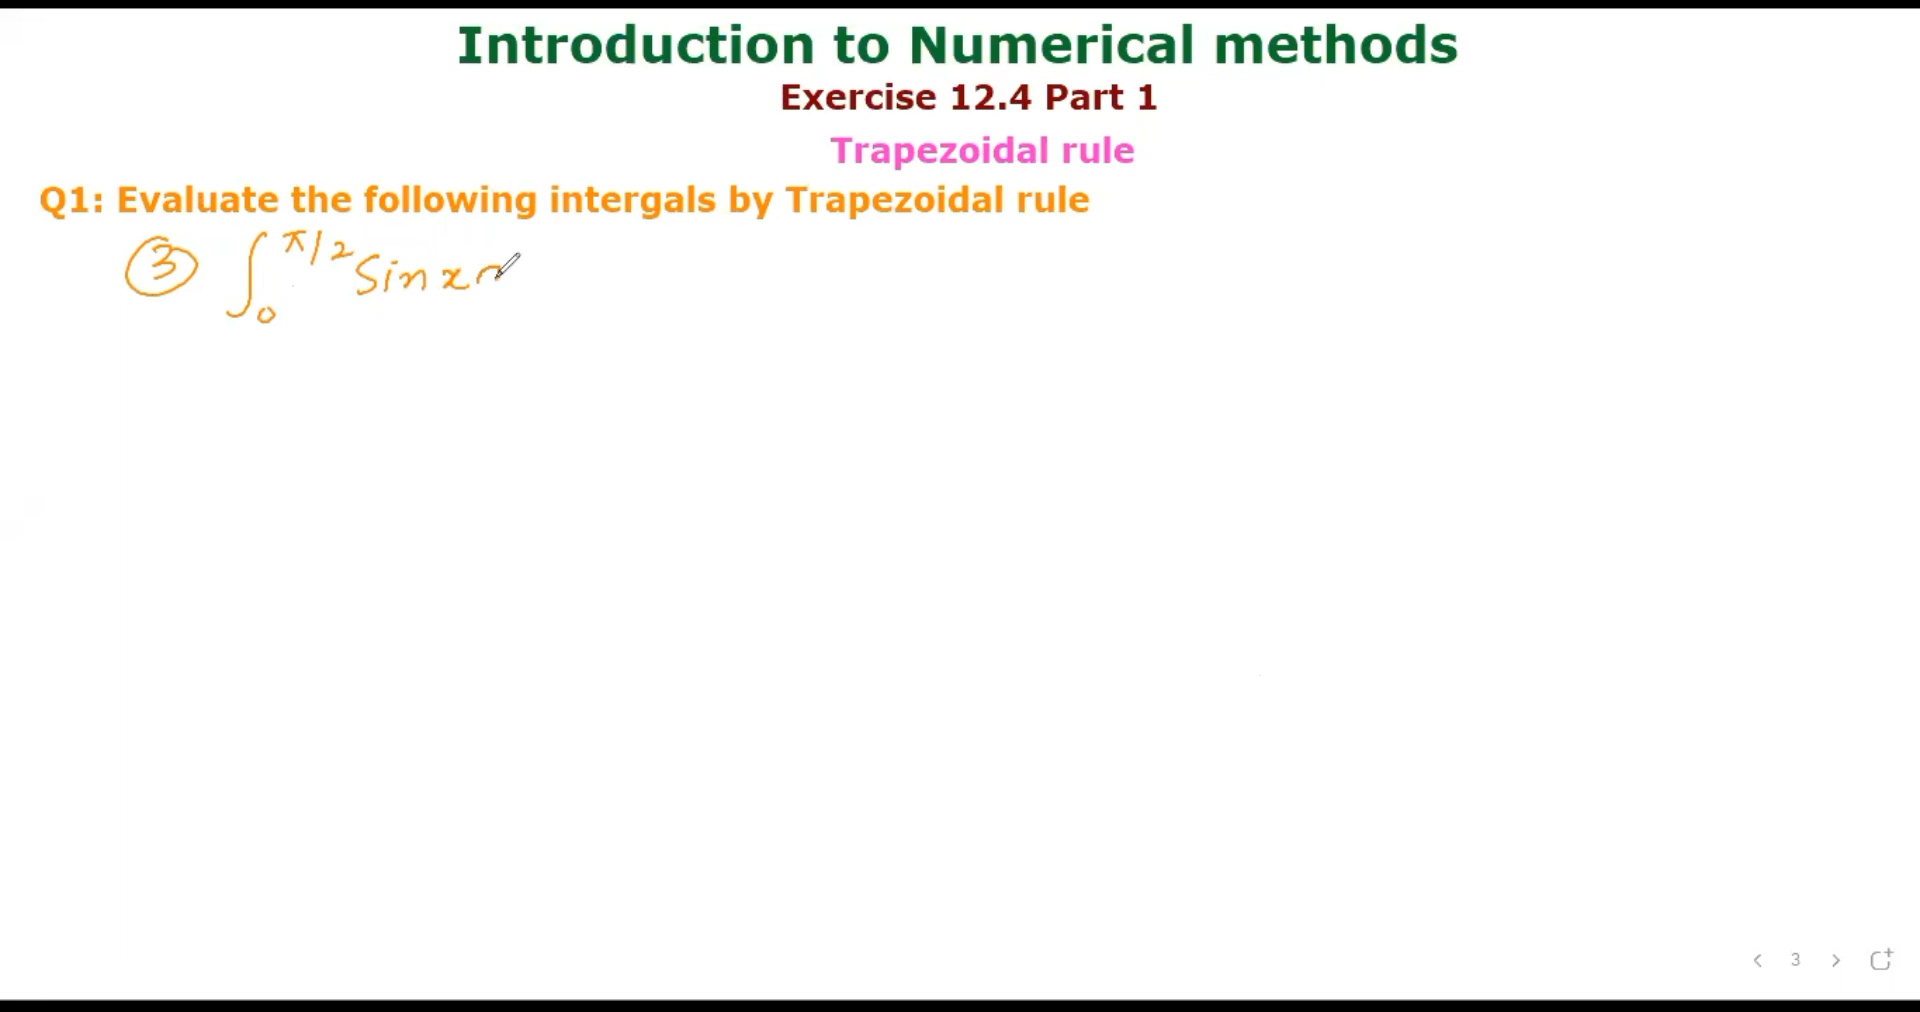 Introduction to Numerical methods
Exercise 12.4 Part 1
Trapezoidal rule
Q1: Evaluate the following intergals by Trapezoidal rule
③ ∫₀^π/2 Sin x
3